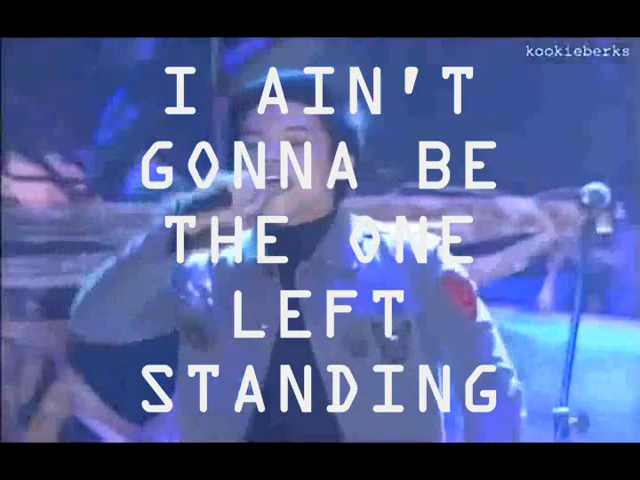 kookieberks
I AIN'T
GONNA BE
THE ONE
LEFT
STANDING